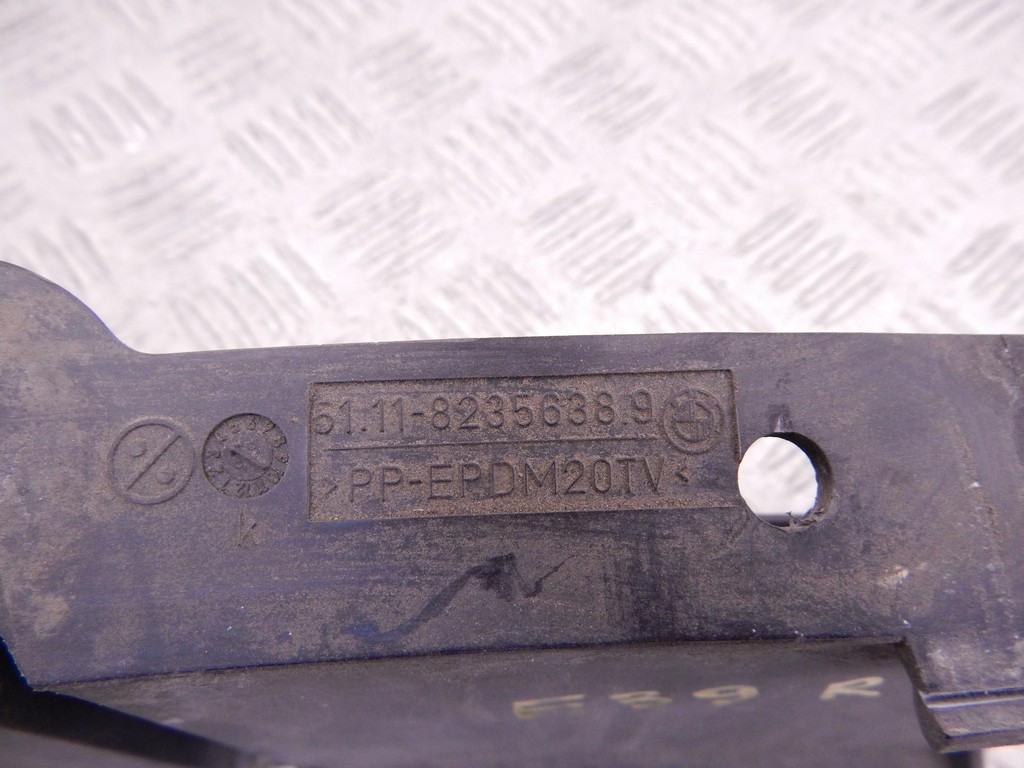 51.11-8235638.9
>PP-EPDM20TV<
K
E39 R